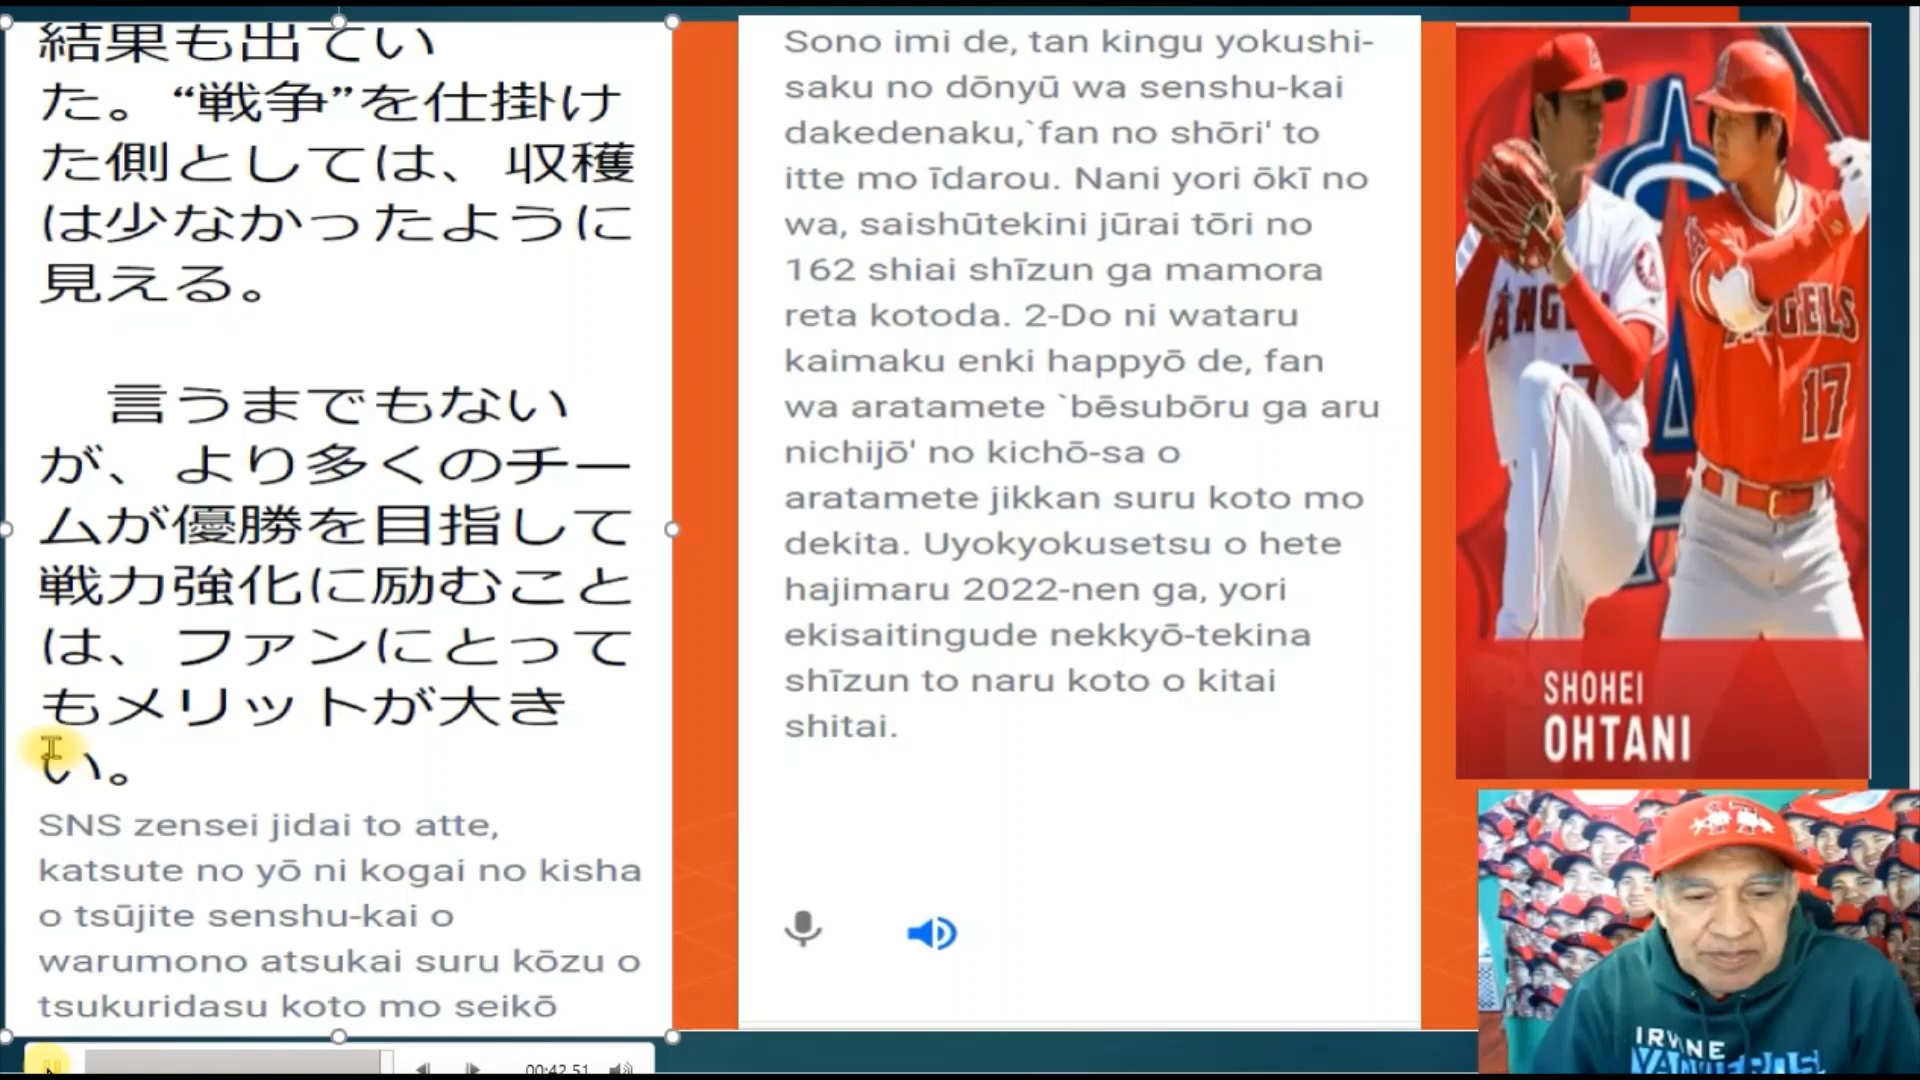 結果も出てい
た。“戦争”を仕掛け
た側としては、収穫
は少なかったように
見える。
言うまでもない
が、より多くのチー
ムが優勝を目指して
戦力強化に励むこと
は、ファンにとって
もメリットが大き
い。
SNS zensei jidai to atte,
katsute no yō ni kogai no kisha
o tsūjite senshu-kai o
warumono atsukai suru kōzu o
tsukuridasu koto mo seikō
00:42.51
Sono imi de, tan kingu yokushi-
saku no dōnyū wa senshu-kai
dakedenaku,`fan no shōri' to
itte mo īdarou. Nani yori ōkī no
wa, saishūtekini jūrai tōri no
162 shiai shīzun ga mamora
reta kotoda. 2-Do ni wataru
kaimaku enki happyō de, fan
wa aratamete `bēsubōru ga aru
nichijō' no kichō-sa o
aratamete jikkan suru koto mo
dekita. Uyokyokusetsu o hete
hajimaru 2022-nen ga, yori
ekisaitingude nekkyō-tekina
shīzun to naru koto o kitai
shitai.
ANGELS
17
SHOHEI
OHTANI
IRVINE
VAQUEROS